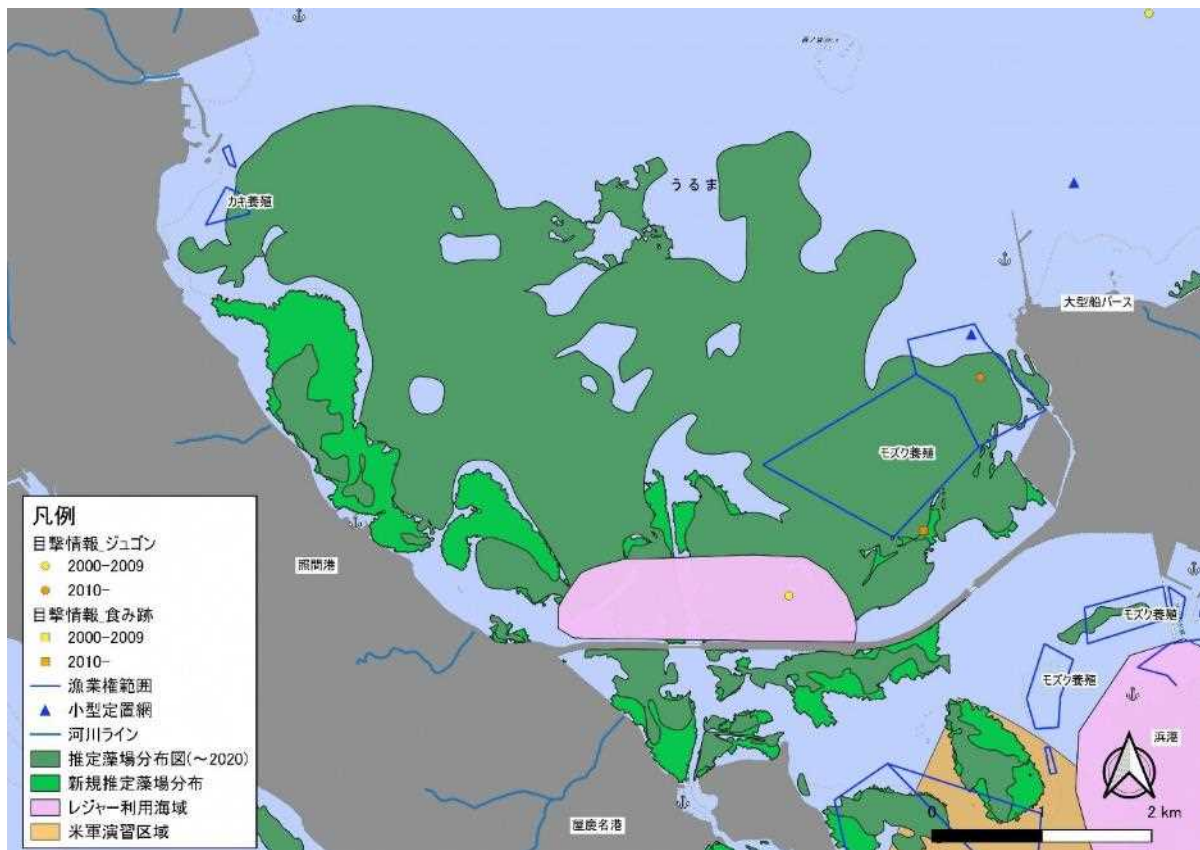 うるま
カキ養殖
大型船バース
モズク養殖
照間港
モズク養殖
モズク養殖
浜港
屋慶名港
凡例
目撃情報_ジュゴン
2000-2009
2010-
目撃情報_食み跡
2000-2009
2010-
漁業権範囲
小型定置網
河川ライン
推定藻場分布図(~2020)
新規推定藻場分布
レジャー利用海域
米軍演習区域
0 1 2 km